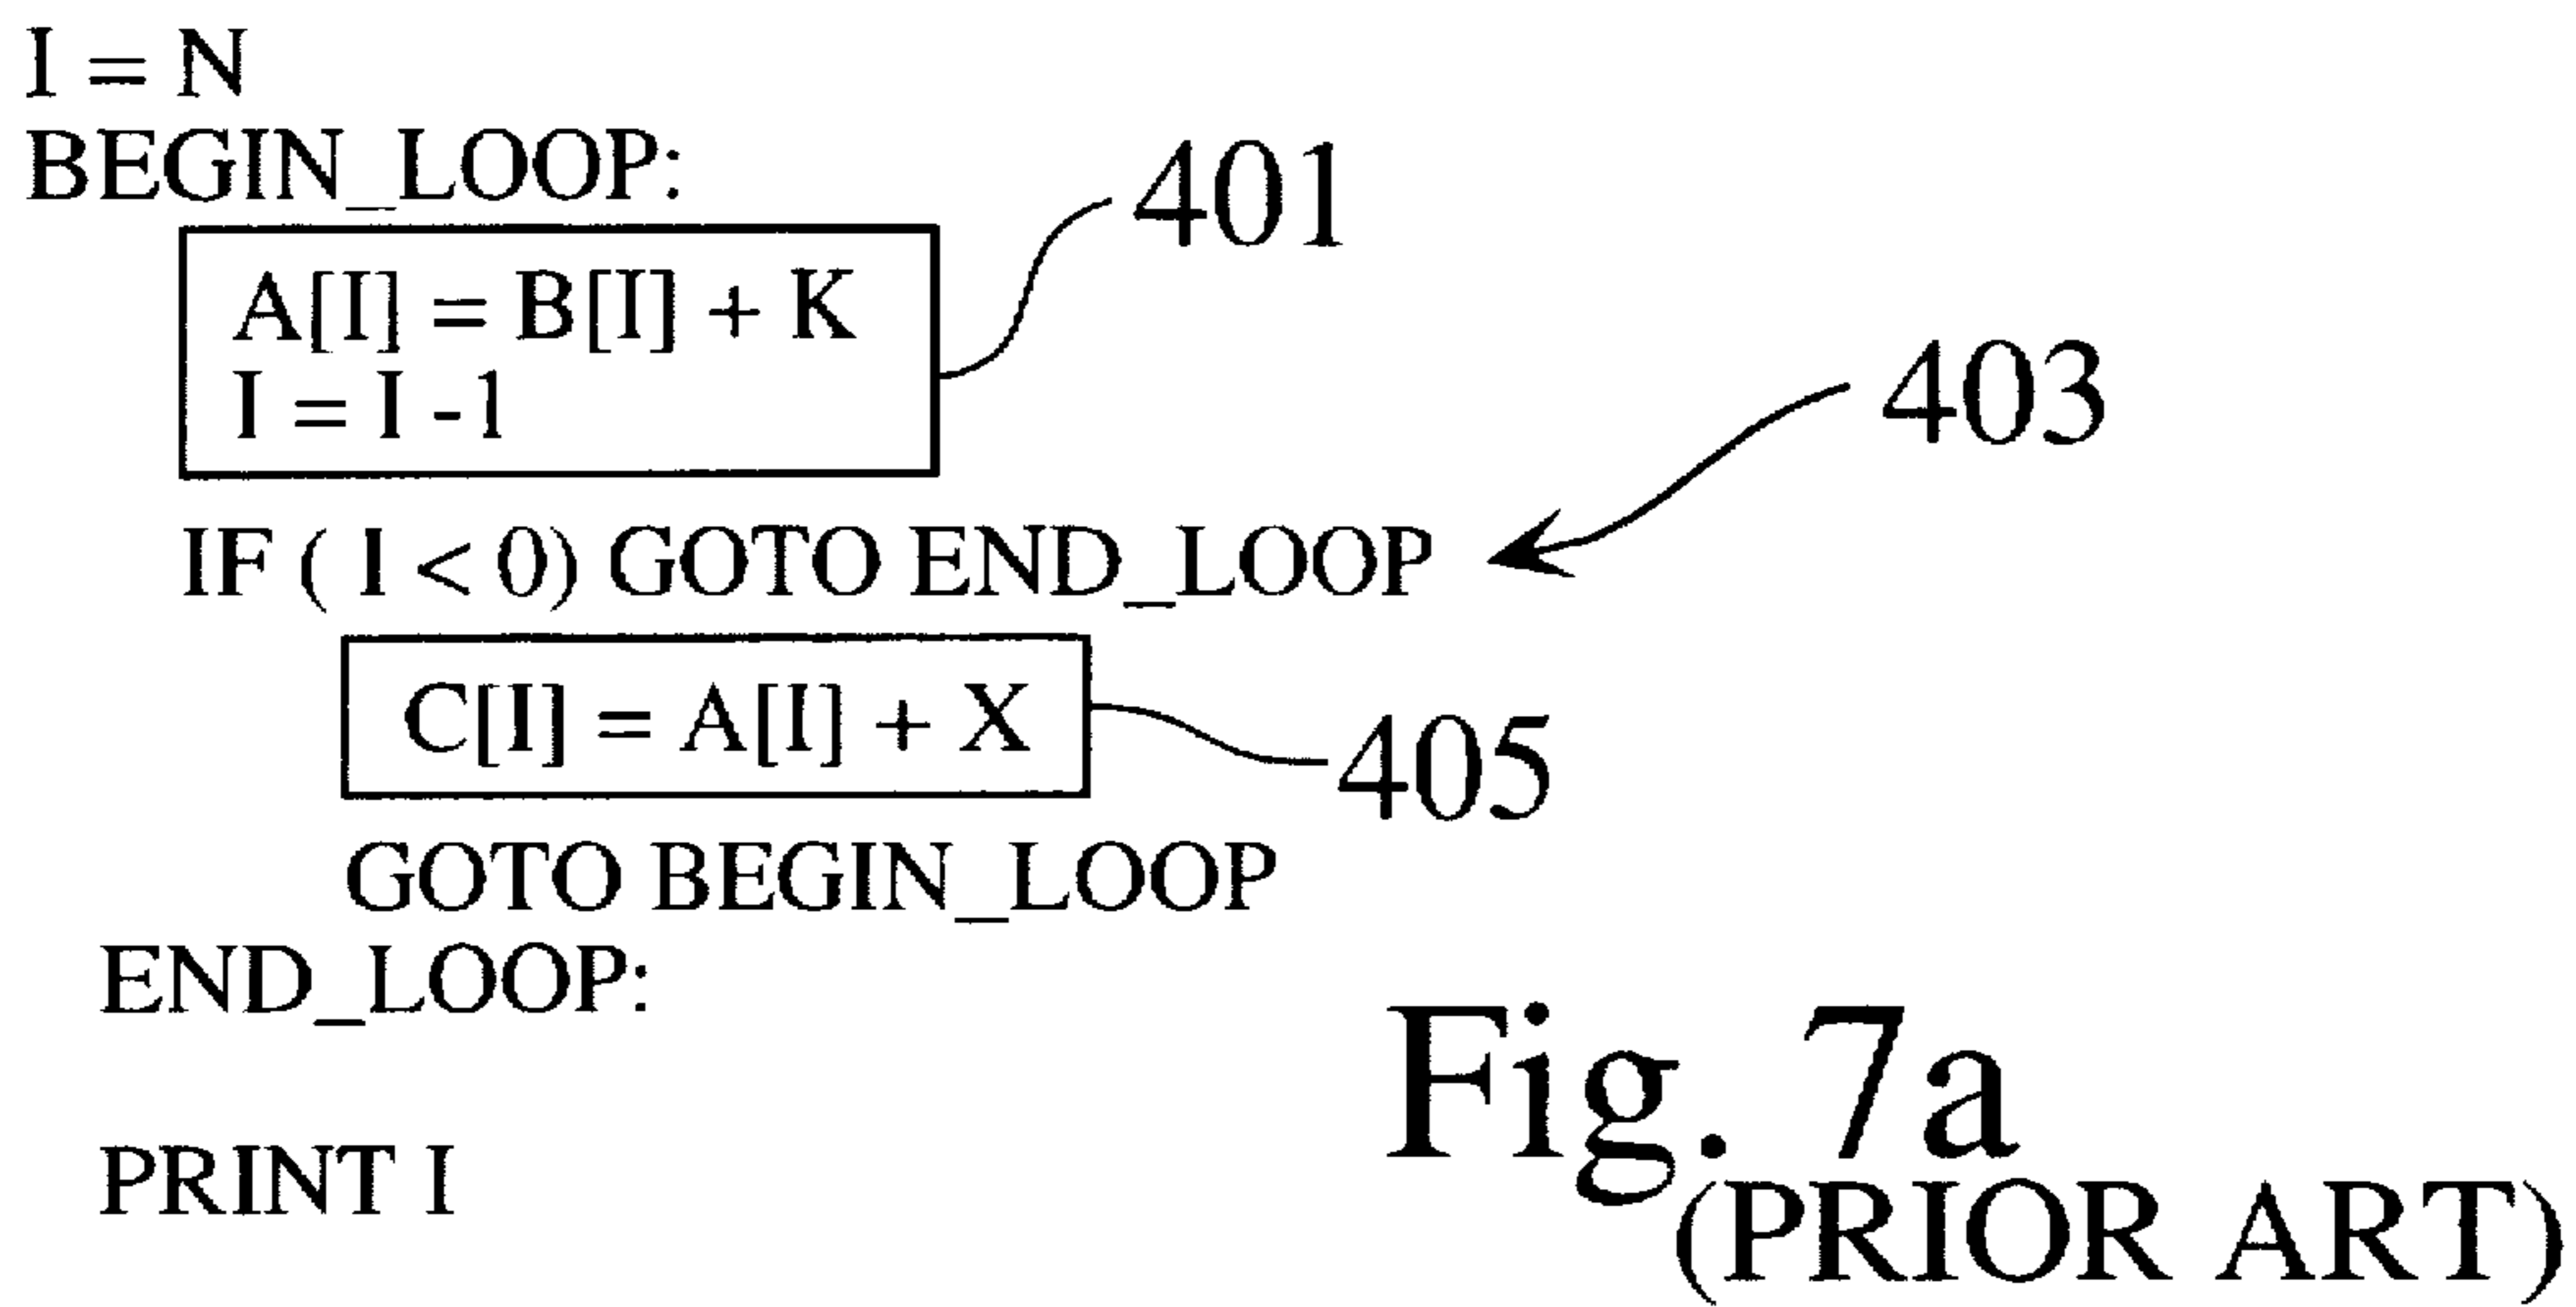 I = N
BEGIN_LOOP:
401
A[I] = B[I] + K
I = I -1
403
IF ( I < 0) GOTO END_LOOP
C[I] = A[I] + X
405
GOTO BEGIN_LOOP
END_LOOP:
PRINT I
Fig. 7a
(PRIOR ART)